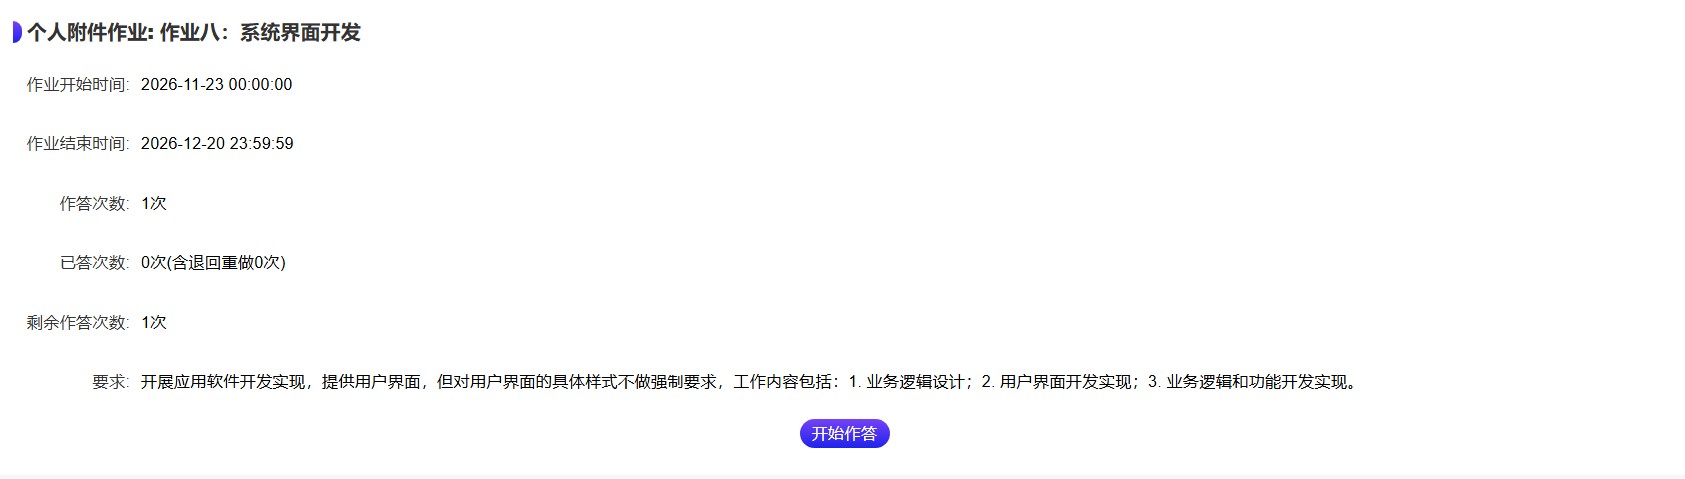 个人附件作业: 作业八：系统界面开发
作业开始时间: 2026-11-23 00:00:00
作业结束时间: 2026-12-20 23:59:59
作答次数: 1次
已答次数: 0次(含退回重做0次)
剩余作答次数: 1次
要求: 开展应用软件开发实现，提供用户界面，但对用户界面的具体样式不做强制要求，工作内容包括：1. 业务逻辑设计；2. 用户界面开发实现；3. 业务逻辑和功能开发实现。
开始作答